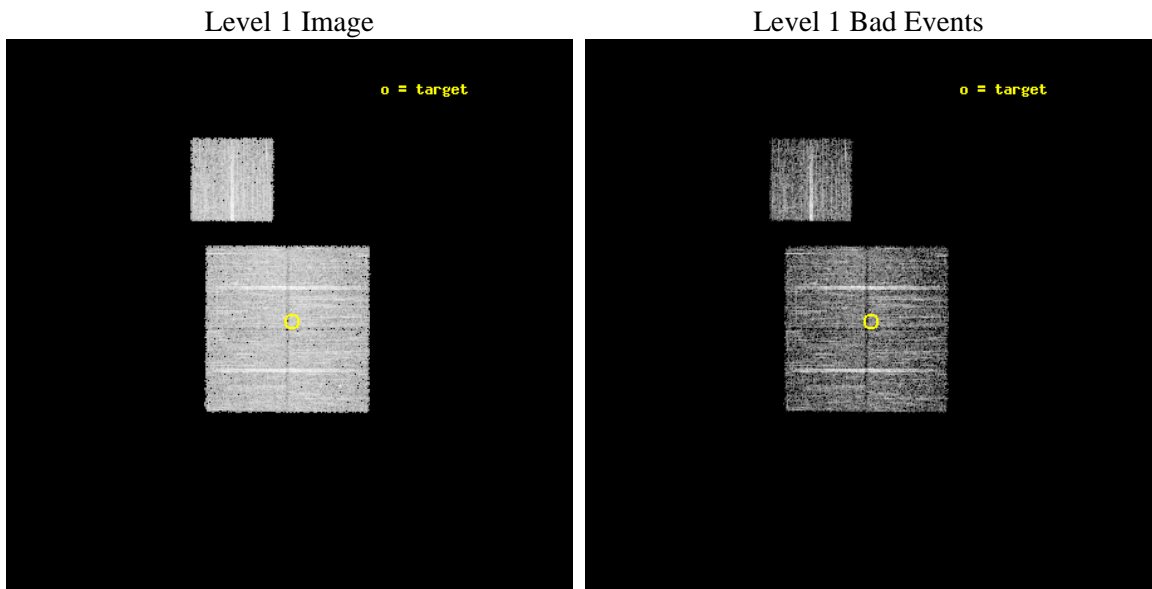 Level 1 Image
Level 1 Bad Events
o = target
o = target